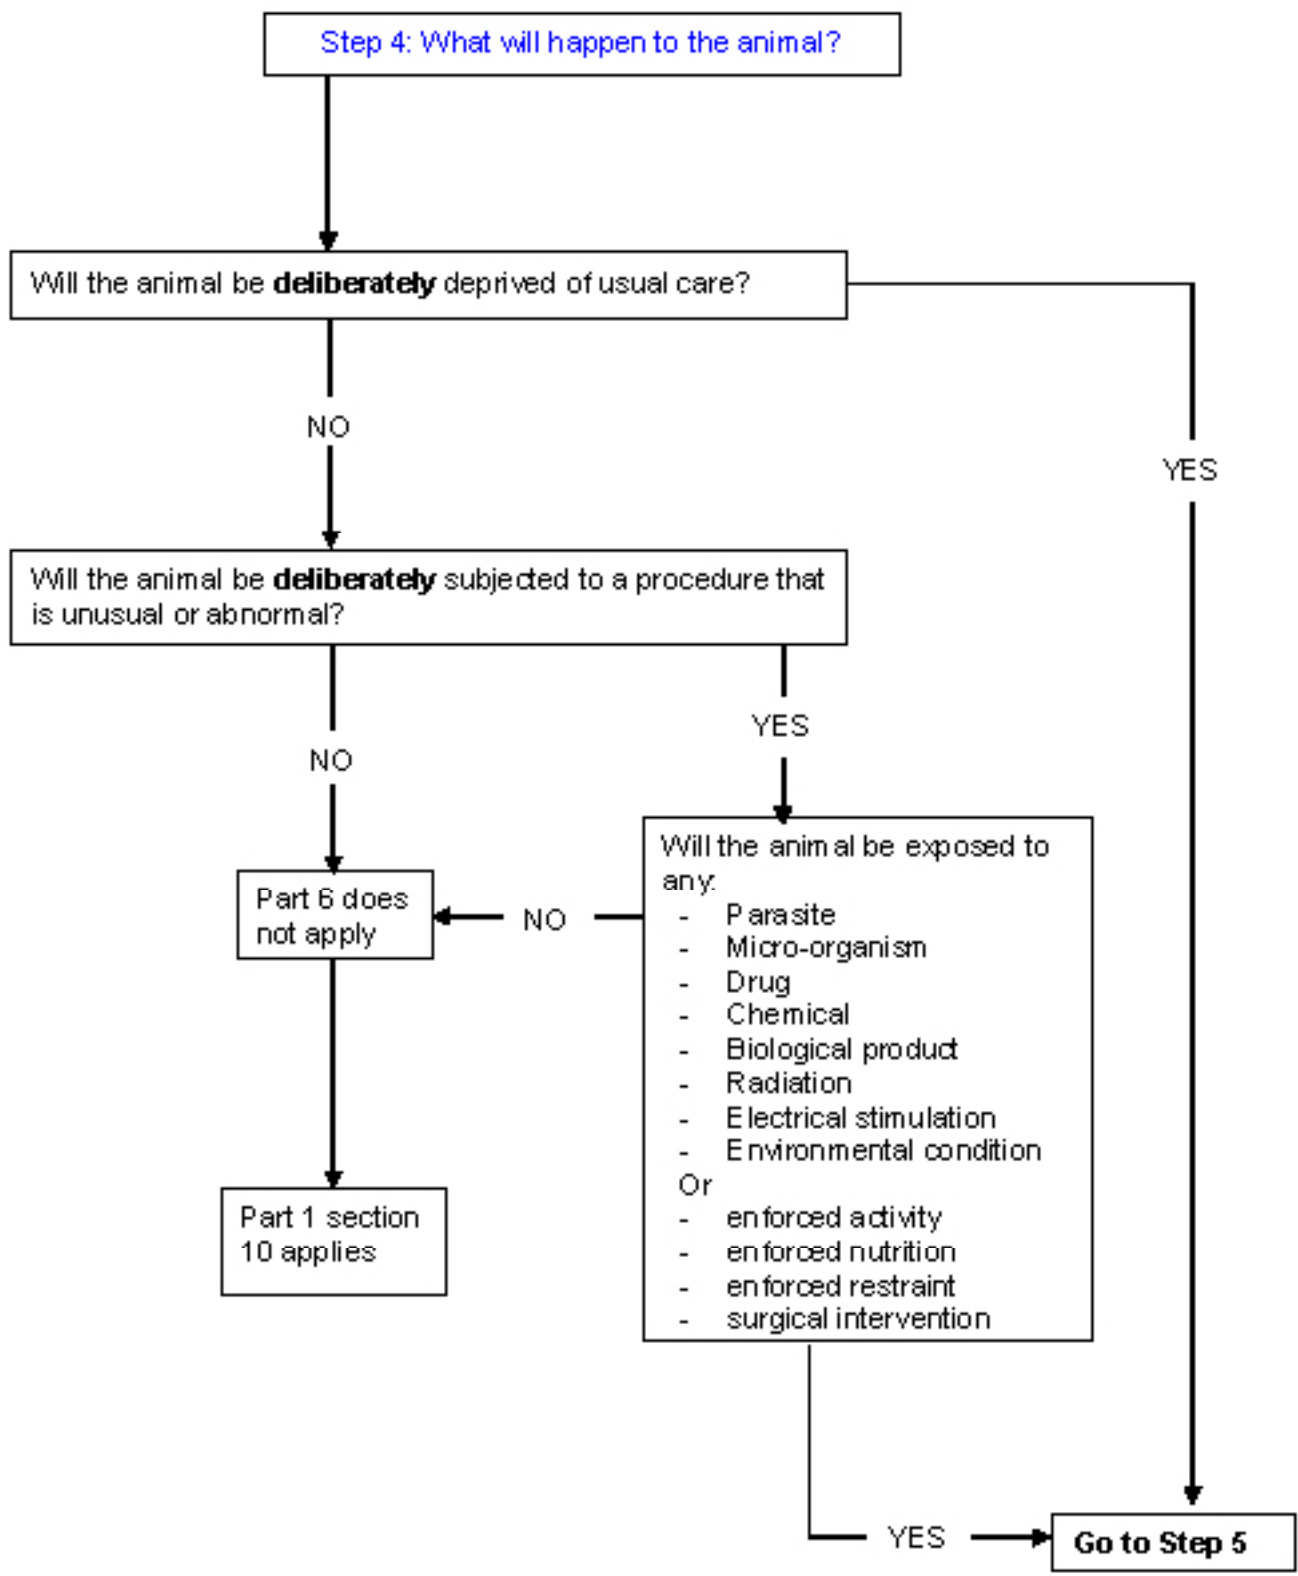 Step 4: What will happen to the animal?
Will the animal be deliberately deprived of usual care?
NO
YES
Will the animal be deliberately subjected to a procedure that
is unusual or abnormal?
YES
NO
Will the animal be exposed to
any:
- Parasite
- Micro-organism
- Drug
- Chemical
- Biological product
- Radiation
- Electrical stimulation
- Environmental condition
Or
- enforced activity
- enforced nutrition
- enforced restraint
- surgical intervention
NO
Part 6 does
not apply
Part 1 section
10 applies
YES
Go to Step 5